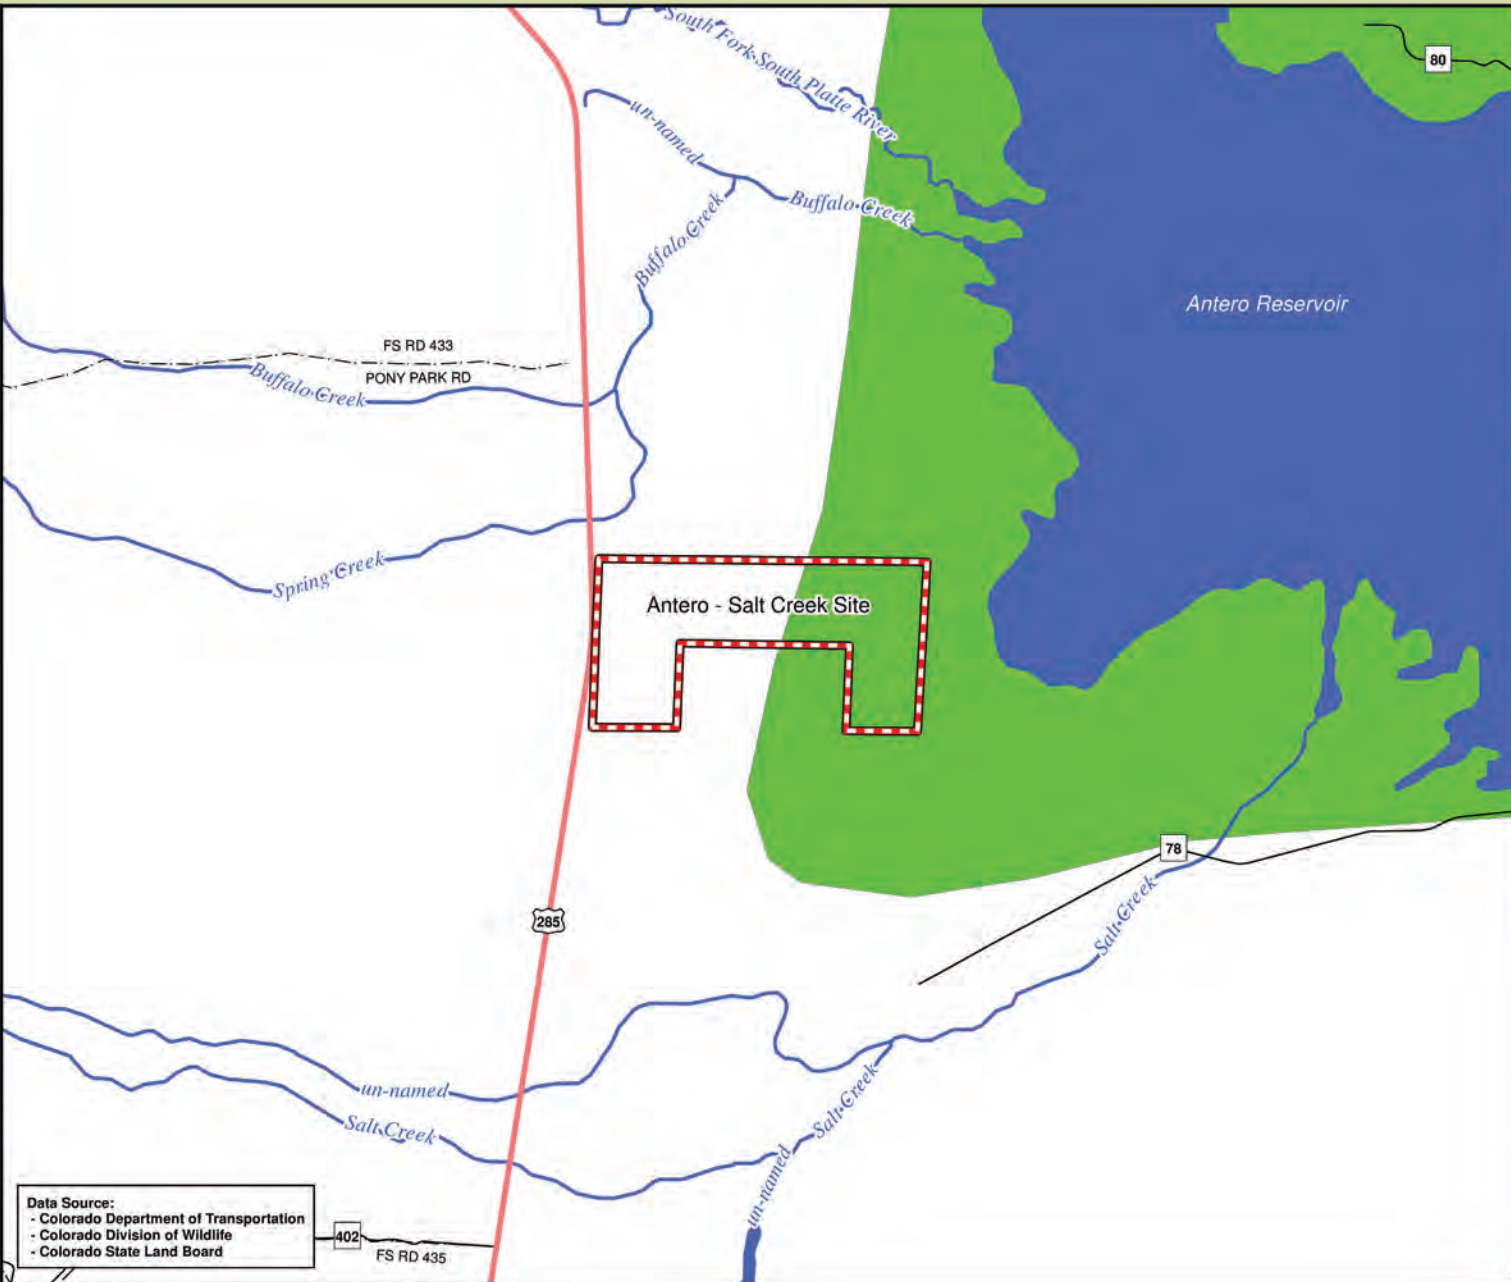 South Fork South Platte River
80
un-named
Buffalo Creek
Buffalo Creek
Antero Reservoir
FS RD 433
PONY PARK RD
Buffalo Creek
Spring Creek
Antero - Salt Creek Site
78
Salt Creek
285
un-named
Salt Creek
Salt Creek
un-named
Data Source:
- Colorado Department of Transportation
- Colorado Division of Wildlife
- Colorado State Land Board
402
FS RD 435